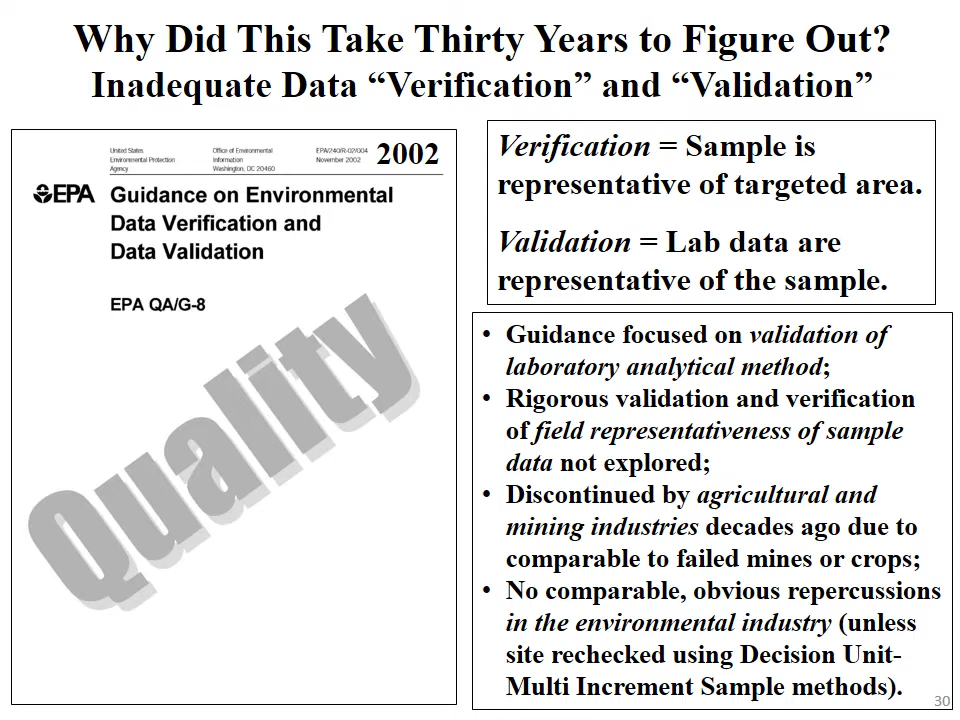 Why Did This Take Thirty Years to Figure Out?
Inadequate Data “Verification” and “Validation”
United States
Environmental Protection
Agency
Office of Environmental
Information
Washington, DC 20460
EPA/240/R-02/004
November 2002
2002
EPA
Guidance on Environmental
Data Verification and
Data Validation
EPA QA/G-8
Quality
Verification = Sample is
representative of targeted area.
Validation = Lab data are
representative of the sample.
• Guidance focused on validation of
laboratory analytical method;
• Rigorous validation and verification
of field representativeness of sample
data not explored;
• Discontinued by agricultural and
mining industries decades ago due to
comparable to failed mines or crops;
• No comparable, obvious repercussions
in the environmental industry (unless
site rechecked using Decision Unit-
Multi Increment Sample methods).
30